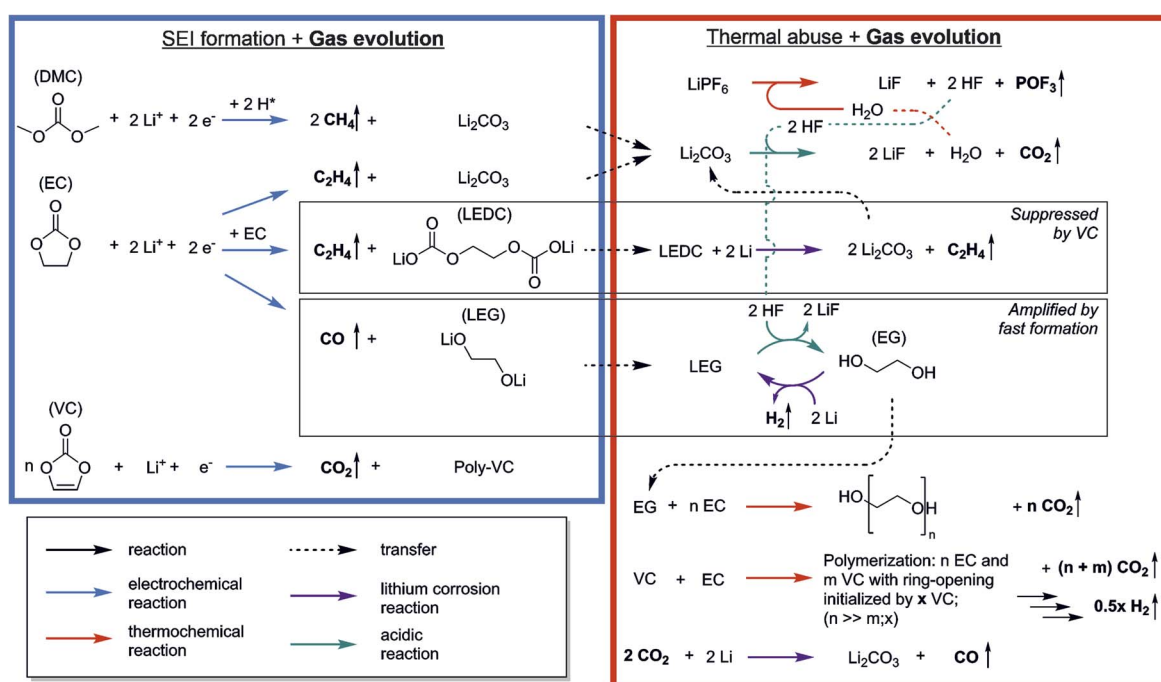 SEI formation + Gas evolution
(DMC)
O
O O
+ 2 Li⁺ + 2 e⁻
+ 2 H*
2 CH₄ + Li₂CO₃
(EC)
O
O O
+ 2 Li⁺ + 2 e⁻
C₂H₄ + Li₂CO₃
+ EC
C₂H₄ +
(LEDC)
O
LiO O
O OLi
O
CO +
(LEG)
LiO
OLi
(VC)
O
n O O
+ Li⁺ + e⁻
CO₂ + Poly-VC
Thermal abuse + Gas evolution
LiPF₆ LiF + 2 HF + POF₃
H₂O
2 HF
Li₂CO₃ 2 LiF + H₂O + CO₂
Suppressed
by VC
LEDC + 2 Li 2 Li₂CO₃ + C₂H₄
Amplified by
fast formation
2 HF 2 LiF
(EG)
LEG
HO
OH
H₂ 2 Li
EG + n EC
HO
OH
n
+ n CO₂
VC + EC
Polymerization: n EC and
m VC with ring-opening
initialized by x VC;
(n >> m;x)
+ (n + m) CO₂
0.5x H₂
2 CO₂ + 2 Li Li₂CO₃ + CO
reaction
electrochemical
reaction
thermochemical
reaction
transfer
lithium corrosion
reaction
acidic
reaction